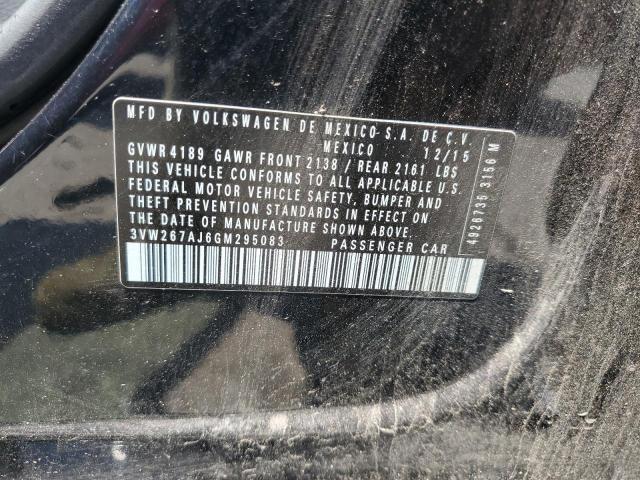 MFD BY VOLKSWAGEN DE MEXICO S.A. DE C.V.
MEXICO 12/15
GVWR 4189 GAWR FRONT 2138 / REAR 2161 LBS
THIS VEHICLE CONFORMS TO ALL APPLICABLE U.S.
FEDERAL MOTOR VEHICLE SAFETY, BUMPER AND
THEFT PREVENTION STANDARDS IN EFFECT ON
THE DATE OF MANUFACTURE SHOWN ABOVE.
3VW267AJ6GM295083 PASSENGER CAR
4926735 3156 M